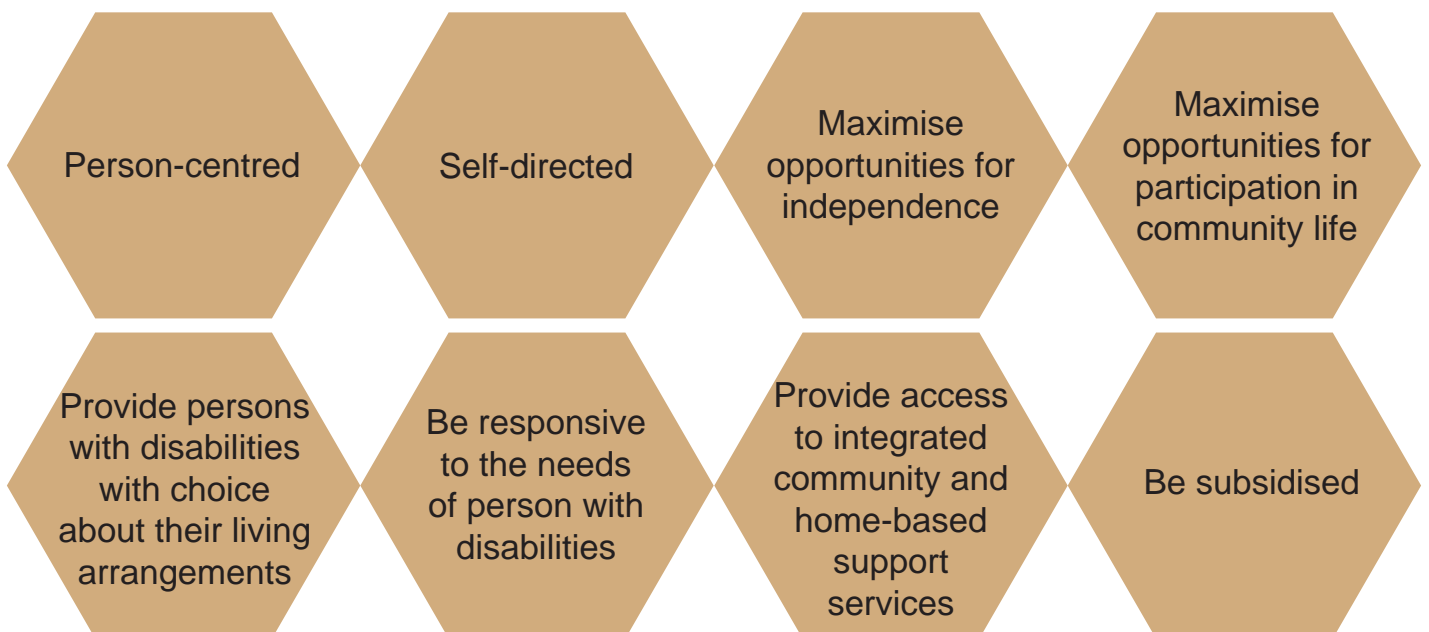 Person-centred
Self-directed
Maximise
opportunities for
independence
Maximise
opportunities for
participation in
community life
Provide persons
with disabilities
with choice
about their living
arrangements
Be responsive
to the needs
of person with
disabilities
Provide access
to integrated
community and
home-based
support
services
Be subsidised